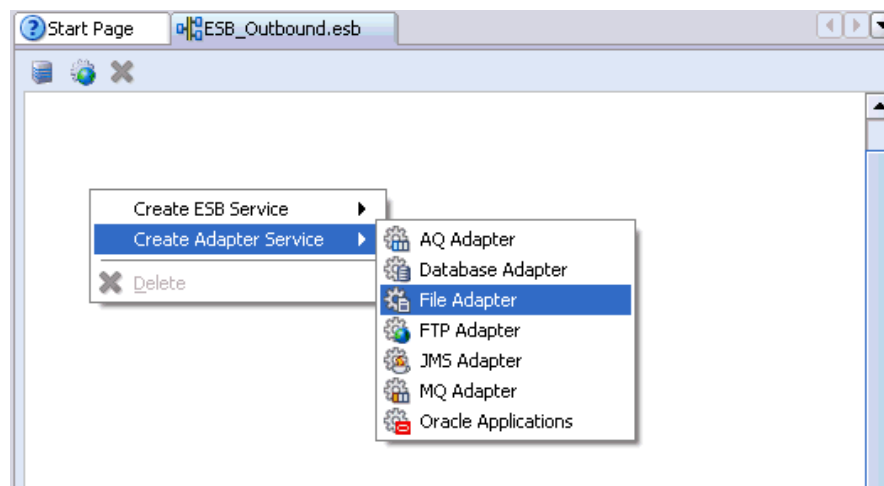 Start Page
ESB_Outbound.esb
Create ESB Service
Create Adapter Service
Delete
AQ Adapter
Database Adapter
File Adapter
FTP Adapter
JMS Adapter
MQ Adapter
Oracle Applications